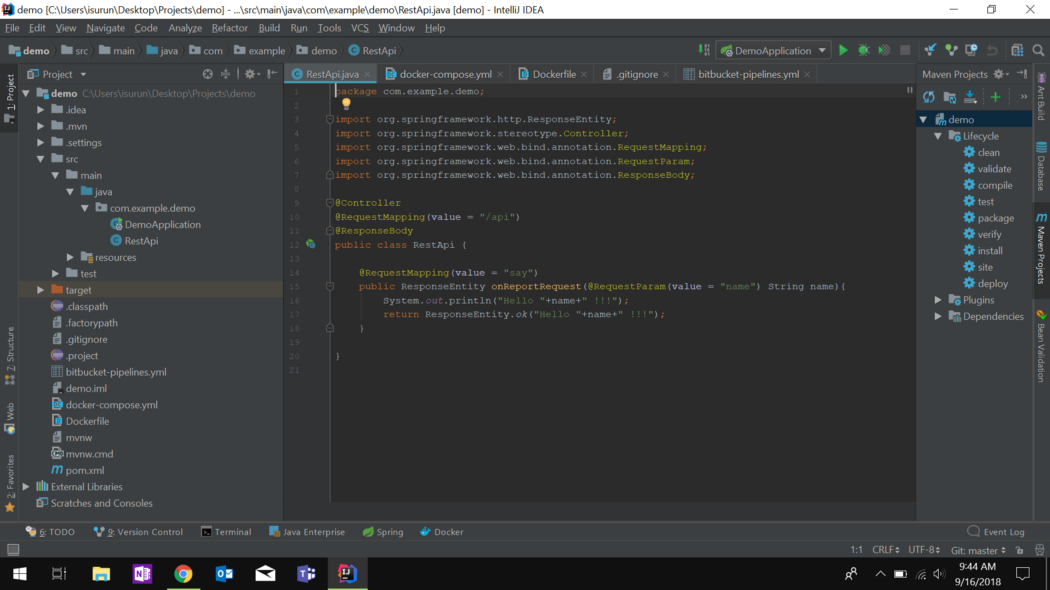 demo [C:\Users\isurun\Desktop\Projects\demo] - ...\src\main\java\com\example\demo\RestApi.java [demo] - IntelliJ IDEA
File Edit View Navigate Code Analyze Refactor Build Run Tools VCS Window Help
demo src main java com example demo RestApi DemoApplication
Project RestApi.java docker-compose.yml Dockerfile .gitignore bitbucket-pipelines.yml Maven Projects
demo C:\Users\isurun\Desktop\Projects\demo
.idea
.mvn
.settings
src
main
java
com.example.demo
DemoApplication
RestApi
resources
test
target
.classpath
.factorypath
.gitignore
.project
bitbucket-pipelines.yml
demo.iml
docker-compose.yml
Dockerfile
mvnw
mvnw.cmd
pom.xml
External Libraries
Scratches and Consoles
1 package com.example.demo;
2
3 import org.springframework.http.ResponseEntity;
4 import org.springframework.stereotype.Controller;
5 import org.springframework.web.bind.annotation.RequestMapping;
6 import org.springframework.web.bind.annotation.RequestParam;
7 import org.springframework.web.bind.annotation.ResponseBody;
8
9 @Controller
10 @RequestMapping(value = "/api")
11 @ResponseBody
12 public class RestApi {
13
14 @RequestMapping(value = "say")
15 public ResponseEntity onReportRequest(@RequestParam(value = "name") String name){
16 System.out.println("Hello "+name+" !!!");
17 return ResponseEntity.ok("Hello "+name+" !!!");
18 }
19
20 }
21
demo
Lifecycle
clean
validate
compile
test
package
verify
install
site
deploy
Plugins
Dependencies
1: Project
7: Structure
Web
2: Favorites
Ant Build
Database
Maven Projects
Bean Validation
6: TODO 9: Version Control Terminal Java Enterprise Spring Docker Event Log
1:1 CRLF UTF-8 Git: master
9:44 AM
9/16/2018